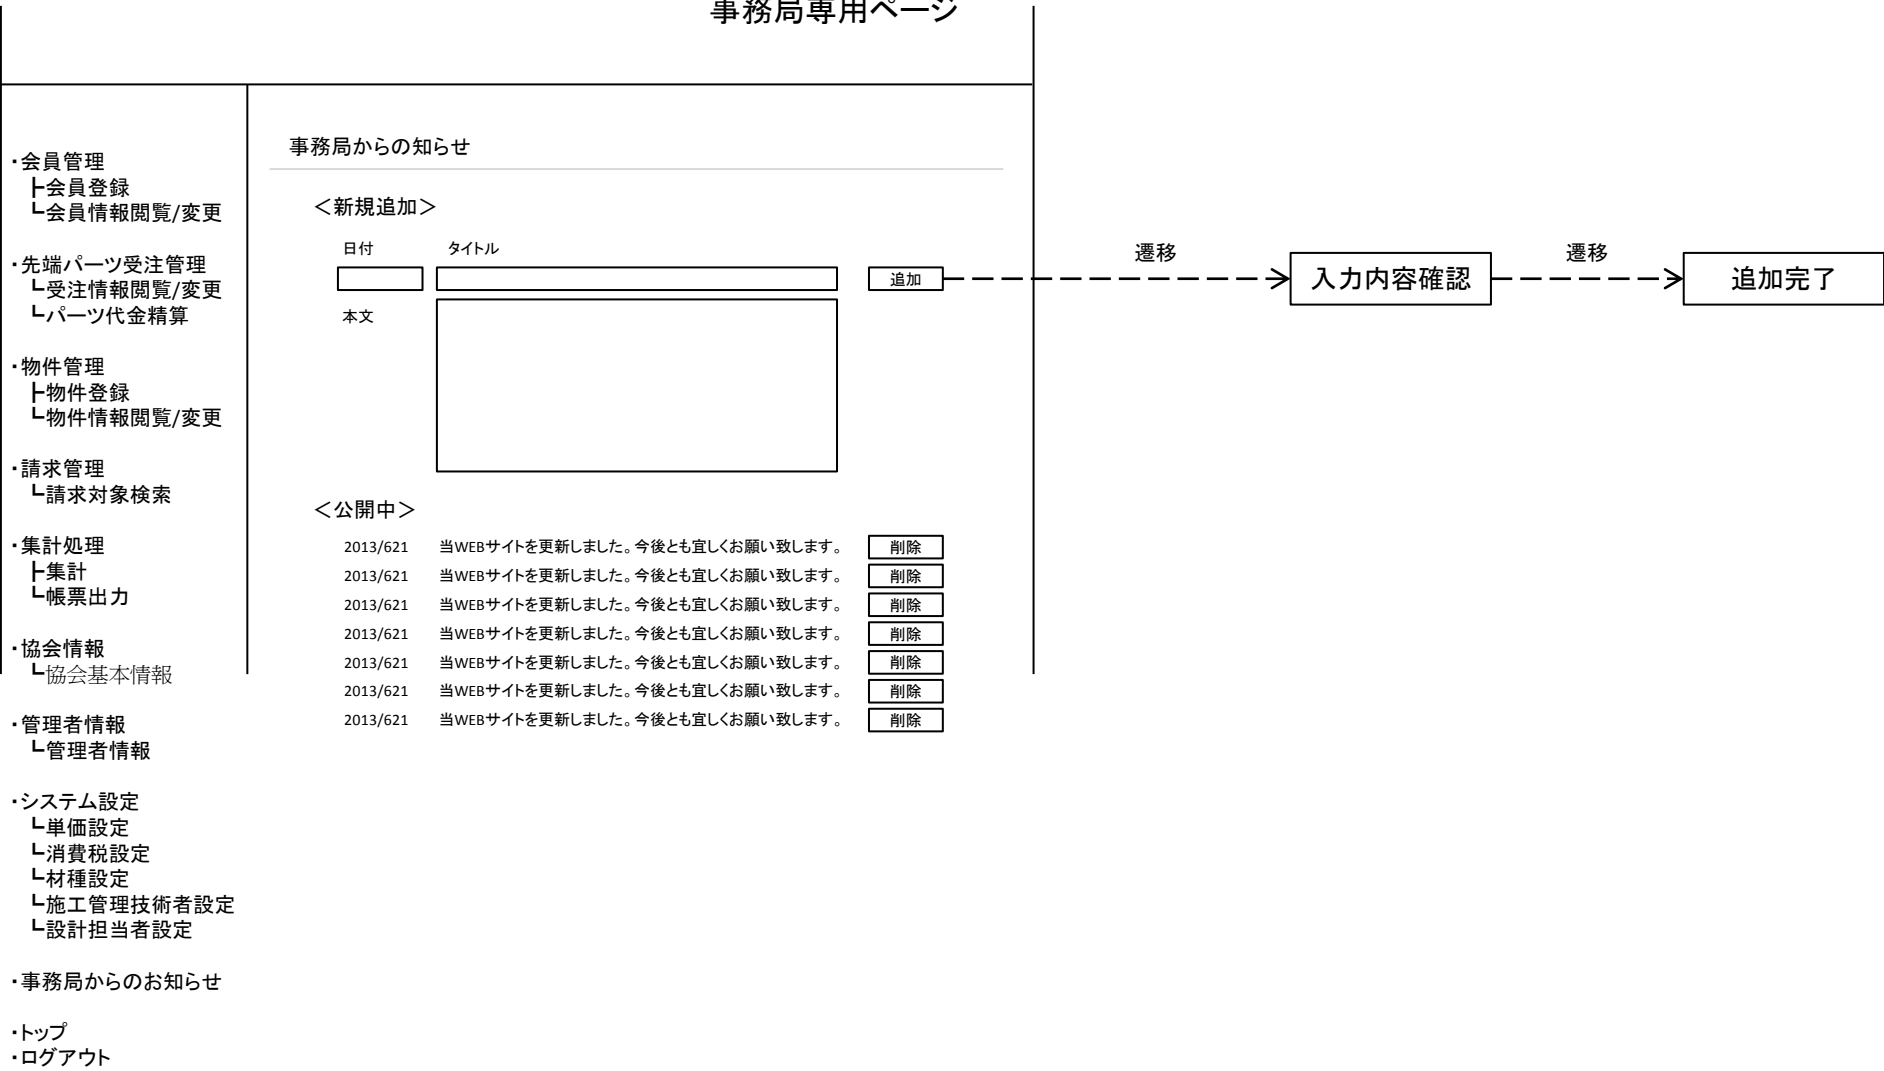 事務局専用ページ
・会員管理
├会員登録
└会員情報閲覧/変更
・先端パーツ受注管理
└受注情報閲覧/変更
└パーツ代金精算
・物件管理
├物件登録
└物件情報閲覧/変更
・請求管理
└請求対象検索
・集計処理
├集計
└帳票出力
・協会情報
└協会基本情報
・管理者情報
└管理者情報
・システム設定
└単価設定
└消費税設定
└材種設定
└施工管理技術者設定
└設計担当者設定
・事務局からのお知らせ
・トップ
・ログアウト
事務局からの知らせ
＜新規追加＞
日付 タイトル
追加
本文
＜公開中＞
2013/621 当WEBサイトを更新しました。今後とも宜しくお願い致します。 削除
2013/621 当WEBサイトを更新しました。今後とも宜しくお願い致します。 削除
2013/621 当WEBサイトを更新しました。今後とも宜しくお願い致します。 削除
2013/621 当WEBサイトを更新しました。今後とも宜しくお願い致します。 削除
2013/621 当WEBサイトを更新しました。今後とも宜しくお願い致します。 削除
2013/621 当WEBサイトを更新しました。今後とも宜しくお願い致します。 削除
2013/621 当WEBサイトを更新しました。今後とも宜しくお願い致します。 削除
遷移
入力内容確認
遷移
追加完了